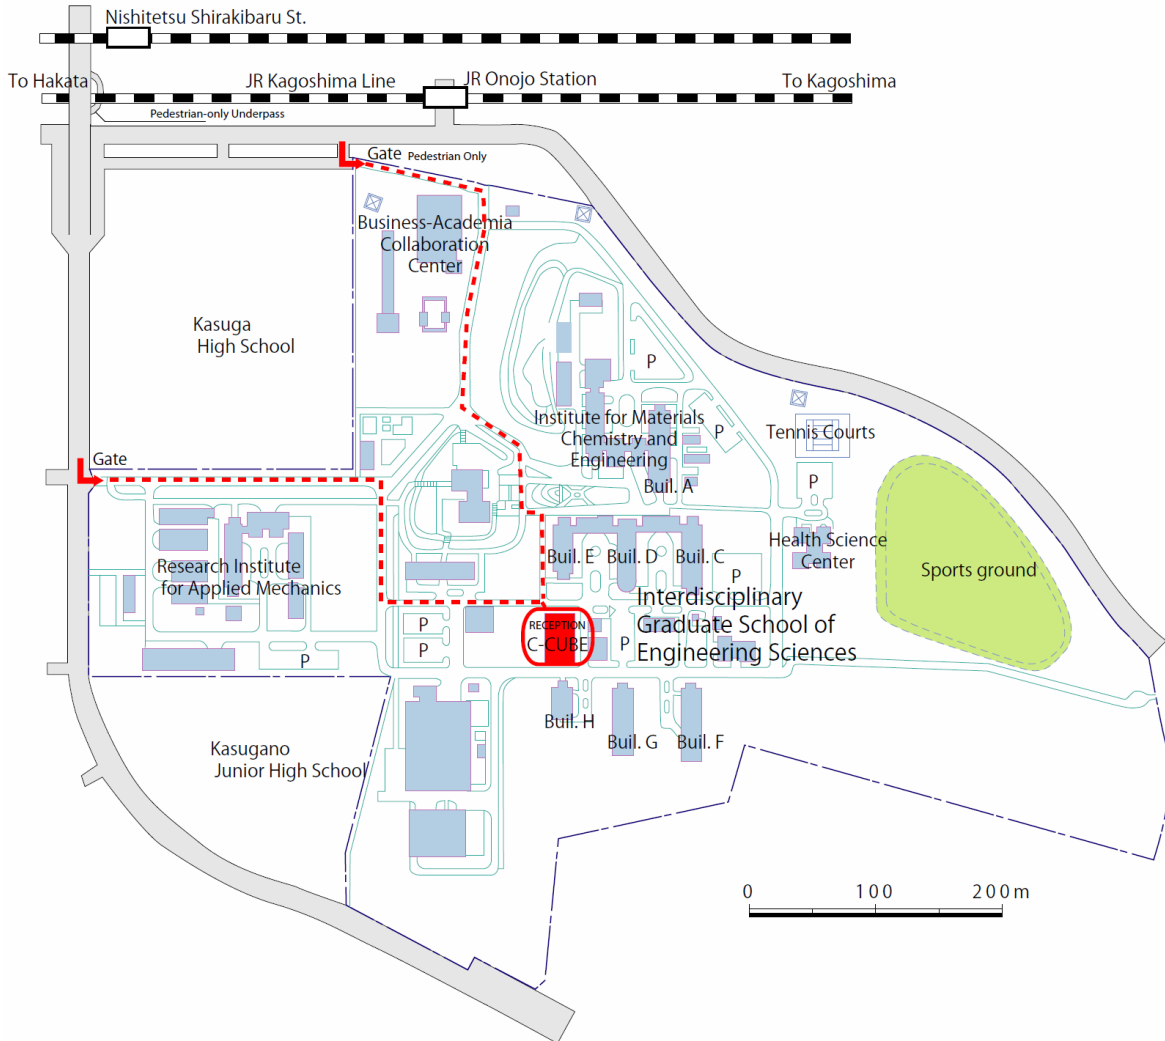 Nishitetsu Shirakibaru St.
To Hakata
JR Kagoshima Line
JR Onojo Station
To Kagoshima
Pedestrian-only Underpass
Gate Pedestrian Only
Business-Academia
Collaboration
Center
Kasuga
High School
P
Institute for Materials
Chemistry and
Engineering
P
Tennis Courts
Gate
P
Buil. A
Research Institute
for Applied Mechanics
Buil. E
Buil. D
Buil. C
Health Science
Center
Sports ground
P
Interdisciplinary
Graduate School of
Engineering Sciences
P
P
P
RECEPTION
C-CUBE
P
Buil. H
Buil. G
Buil. F
Kasugano
Junior High School
0 100 200m